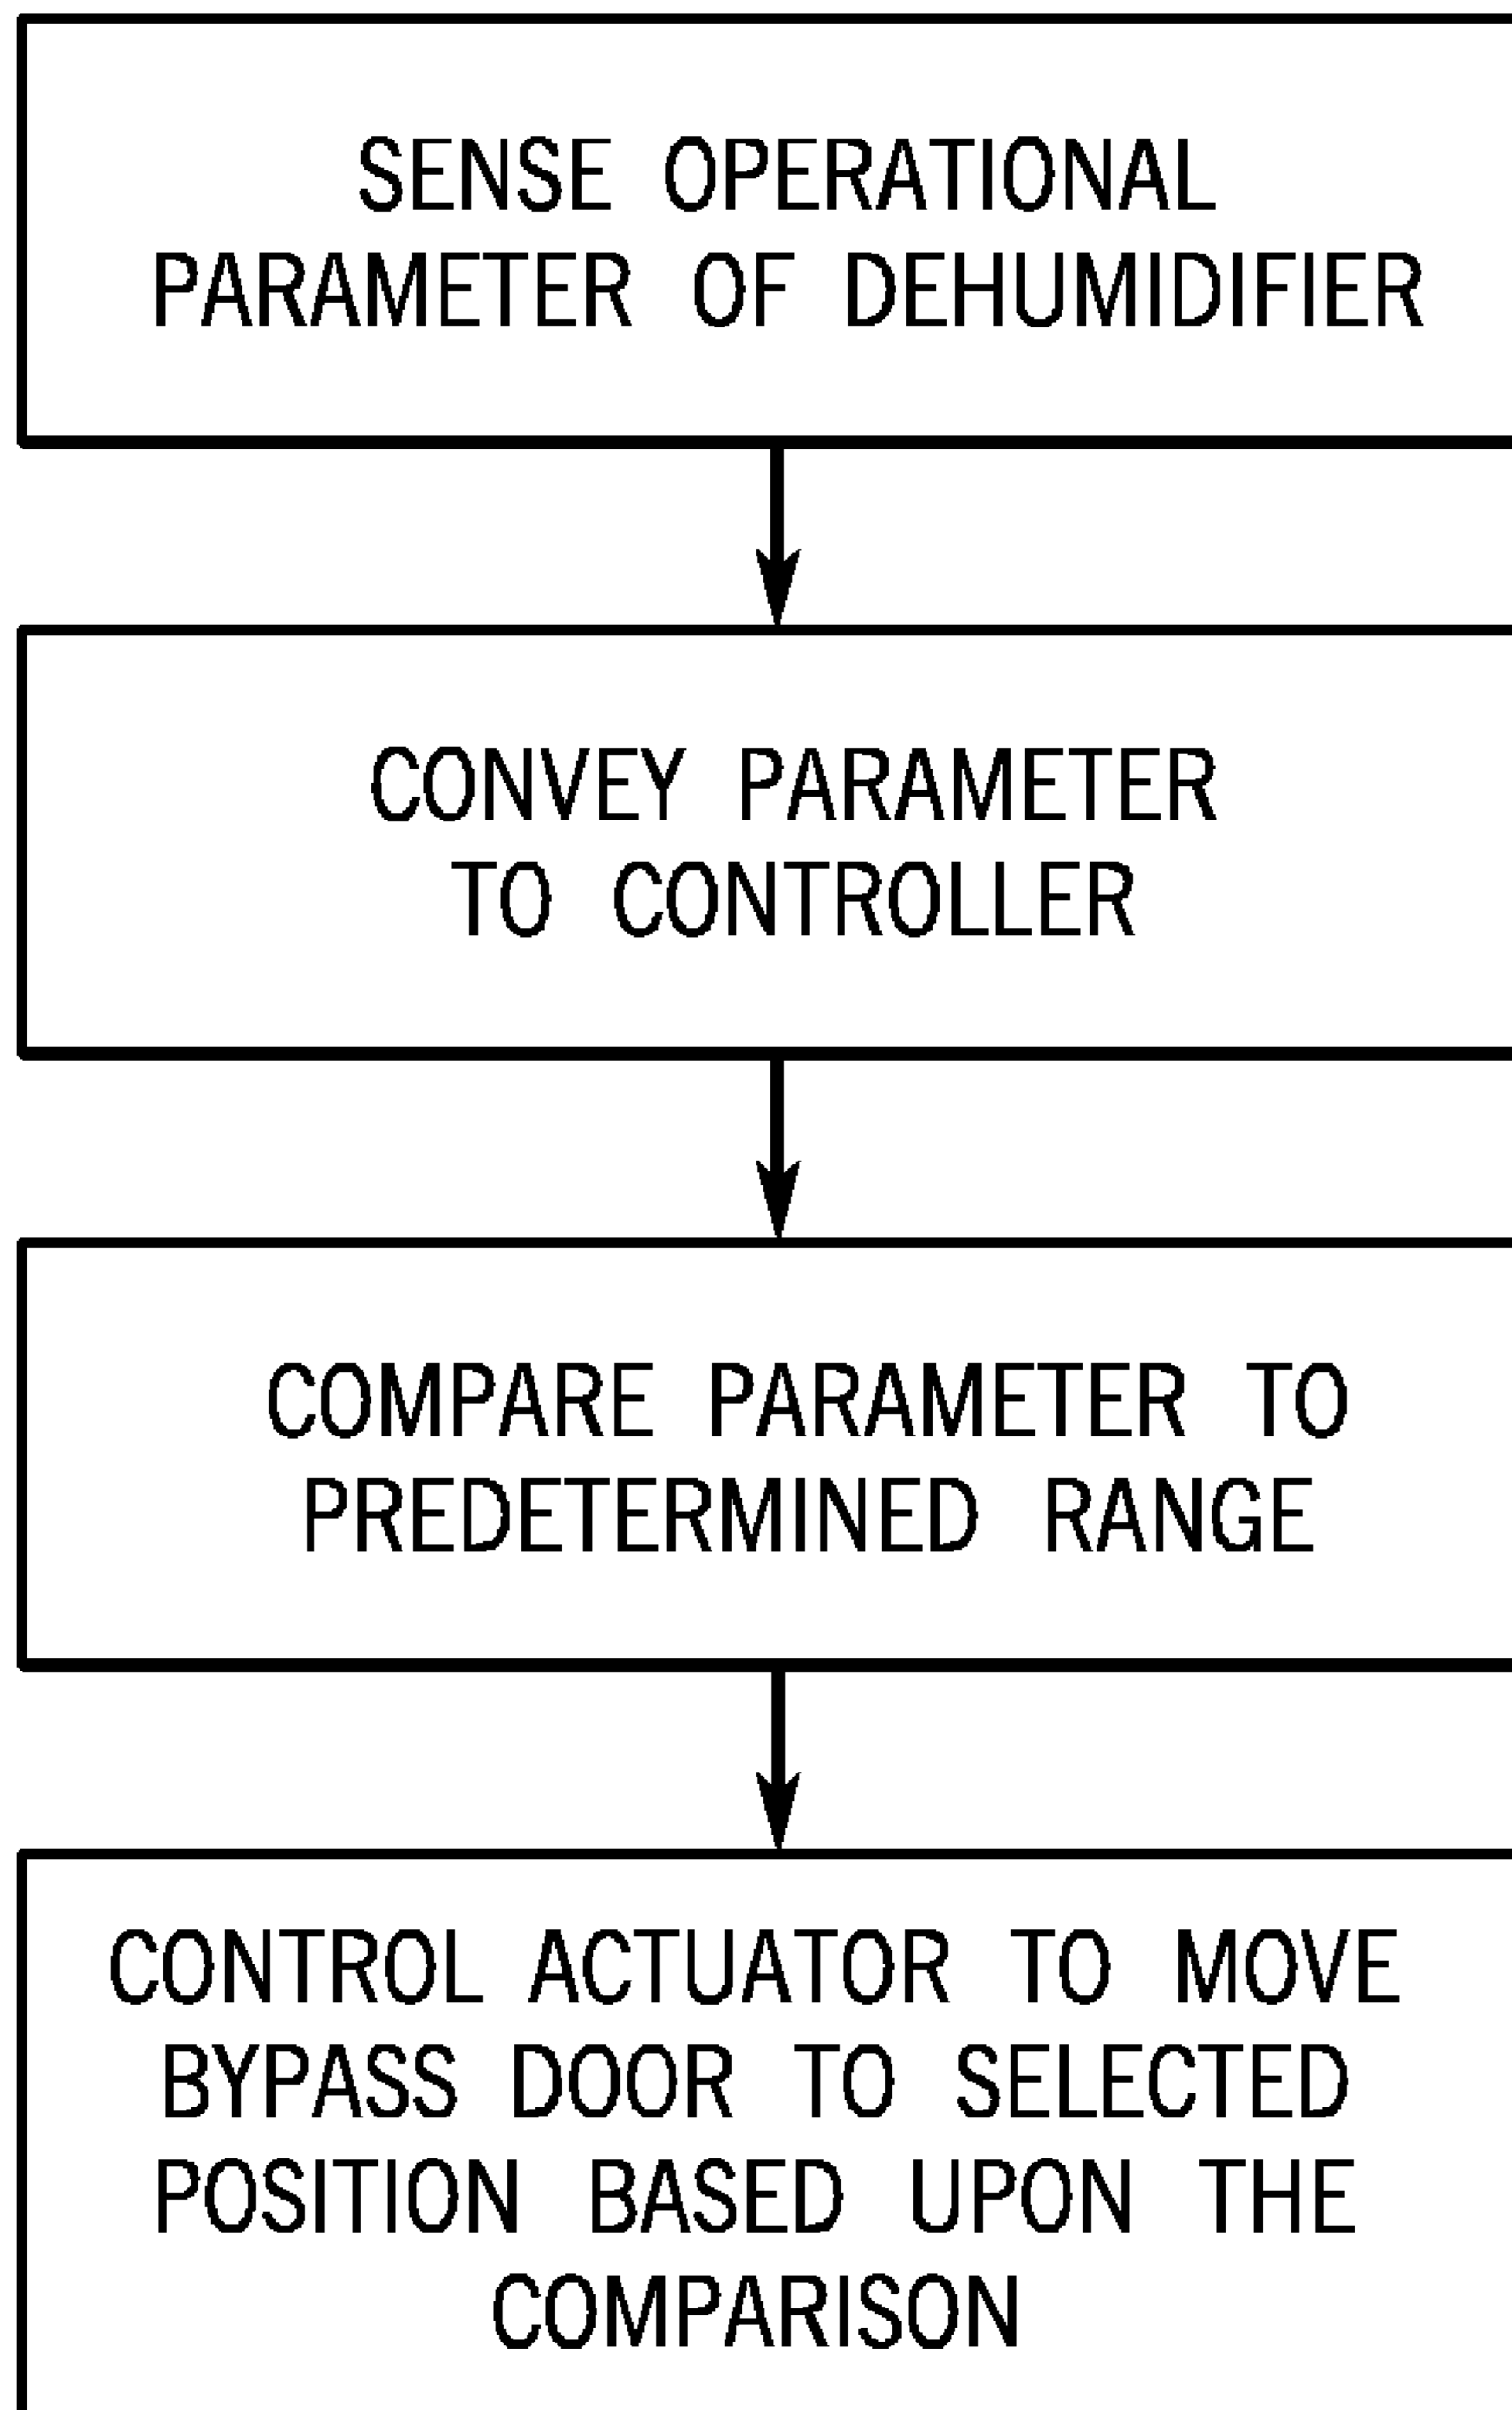 SENSE OPERATIONAL
PARAMETER OF DEHUMIDIFIER
CONVEY PARAMETER
TO CONTROLLER
COMPARE PARAMETER TO
PREDETERMINED RANGE
CONTROL ACTUATOR TO MOVE
BYPASS DOOR TO SELECTED
POSITION BASED UPON THE
COMPARISON